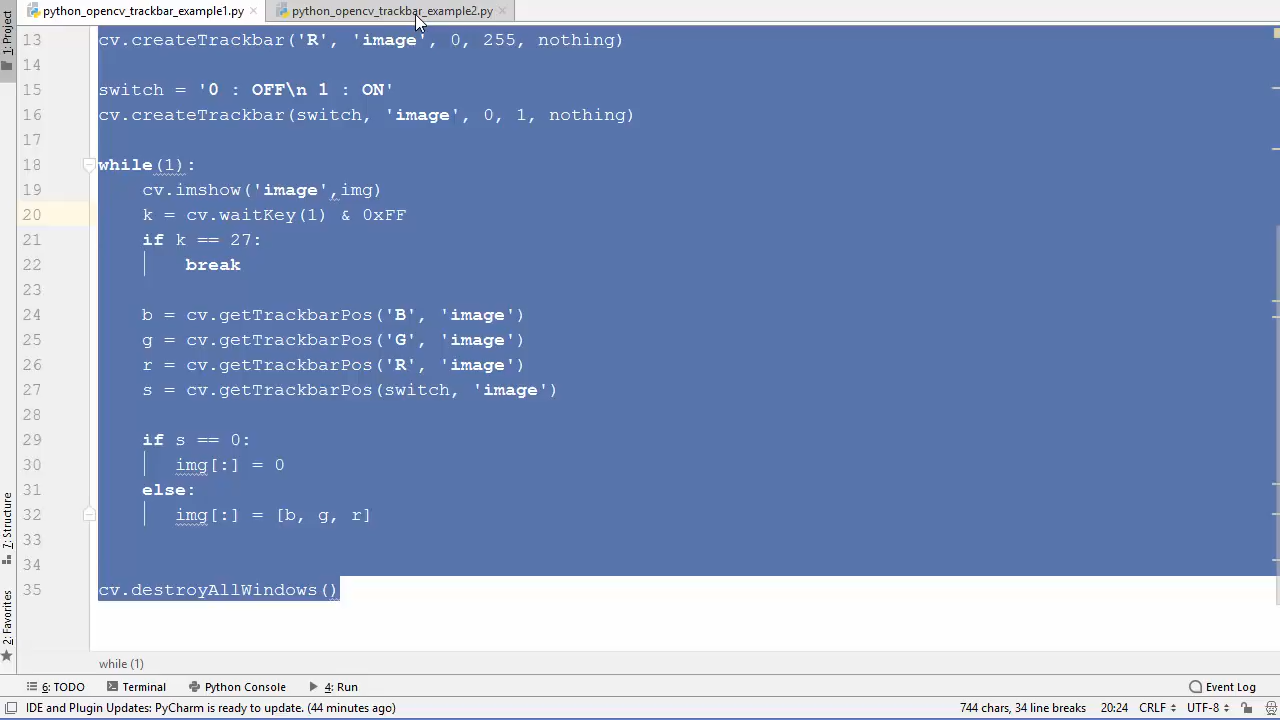 python_opencv_trackbar_example1.py
python_opencv_trackbar_example2.py
1: Project
13 cv.createTrackbar('R', 'image', 0, 255, nothing)
14
15 switch = '0 : OFF\n 1 : ON'
16 cv.createTrackbar(switch, 'image', 0, 1, nothing)
17
18 while(1):
19 cv.imshow('image',img)
20 k = cv.waitKey(1) & 0xFF
21 if k == 27:
22 break
23
24 b = cv.getTrackbarPos('B', 'image')
25 g = cv.getTrackbarPos('G', 'image')
26 r = cv.getTrackbarPos('R', 'image')
27 s = cv.getTrackbarPos(switch, 'image')
28
29 if s == 0:
30 img[:] = 0
31 else:
32 img[:] = [b, g, r]
33
34
35 cv.destroyAllWindows()
7: Structure
2: Favorites
while (1)
6: TODO Terminal Python Console 4: Run Event Log
IDE and Plugin Updates: PyCharm is ready to update. (44 minutes ago) 744 chars, 34 line breaks 20:24 CRLF UTF-8